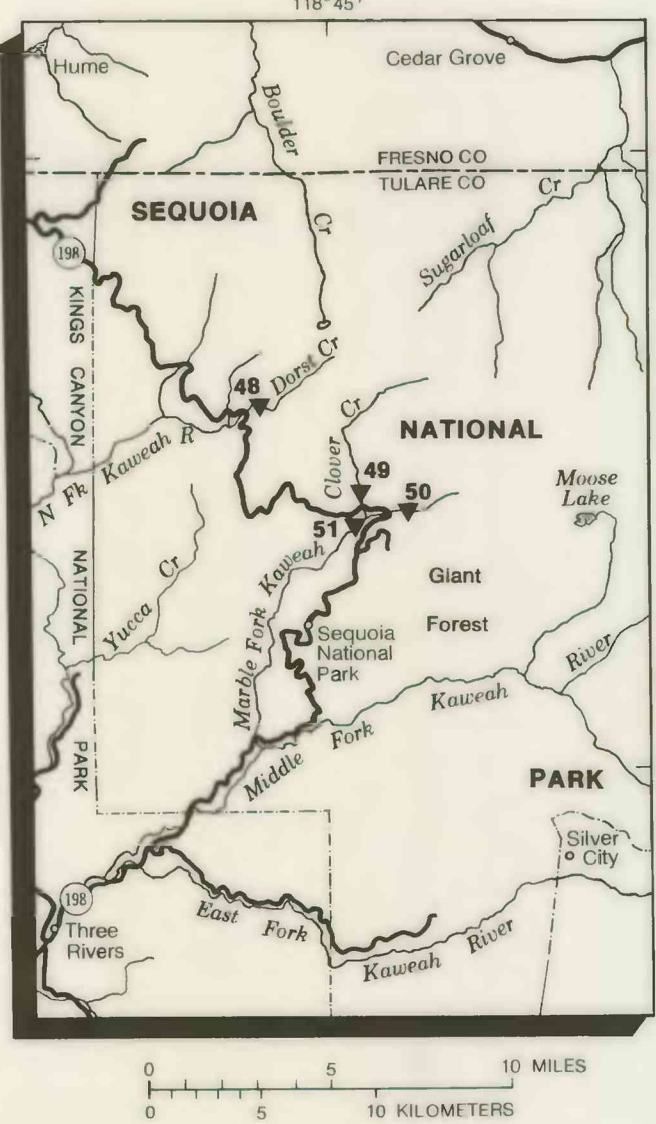 118°45'
Hume
Cedar Grove
Boulder
Cr
FRESNO CO
TULARE CO
SEQUOIA
Sugarloaf Cr
198
KINGS CANYON NATIONAL PARK
48
Dorst Cr
N Fk Kaweah R
Clover Cr
NATIONAL
49
50
51
Moose
Lake
Yucca Cr
Marble Fork Kaweah
Giant
Forest
Sequoia
National
Park
Middle Fork Kaweah River
PARK
Silver
City
198
Three
Rivers
East Fork Kaweah River
0 5 10 MILES
0 5 10 KILOMETERS